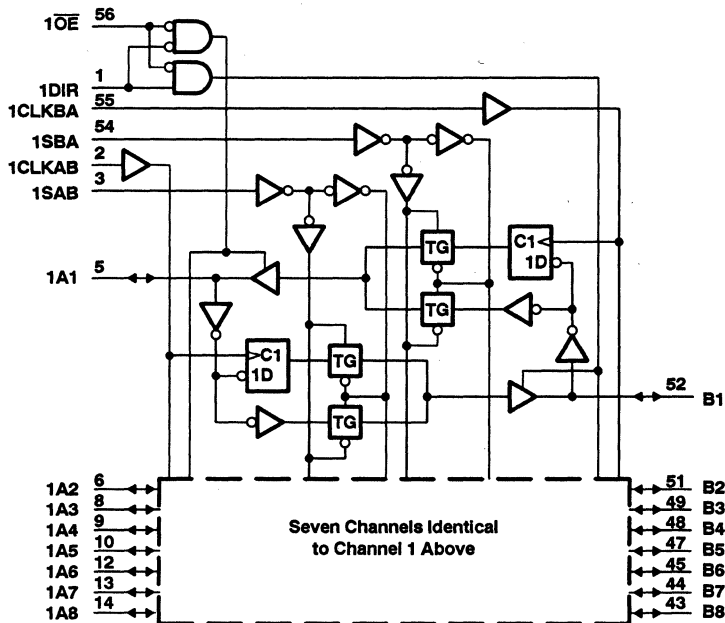 1OE 56
1DIR 1
1CLKBA 55
1SBA 54
1CLKAB 2
1SAB 3
TG
C1
1D
1A1 5
TG
C1
1D
TG
TG
52 B1
1A2 6
1A3 8
1A4 9
1A5 10
1A6 12
1A7 13
1A8 14
Seven Channels Identical
to Channel 1 Above
51 B2
49 B3
48 B4
47 B5
45 B6
44 B7
43 B8